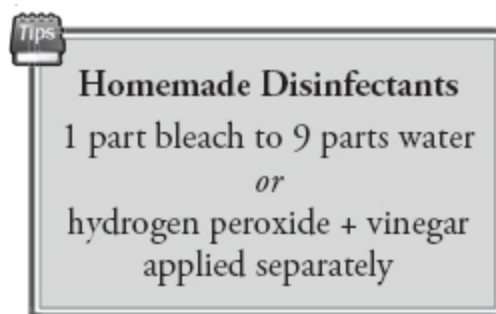 Tips
Homemade Disinfectants
1 part bleach to 9 parts water
or
hydrogen peroxide + vinegar
applied separately